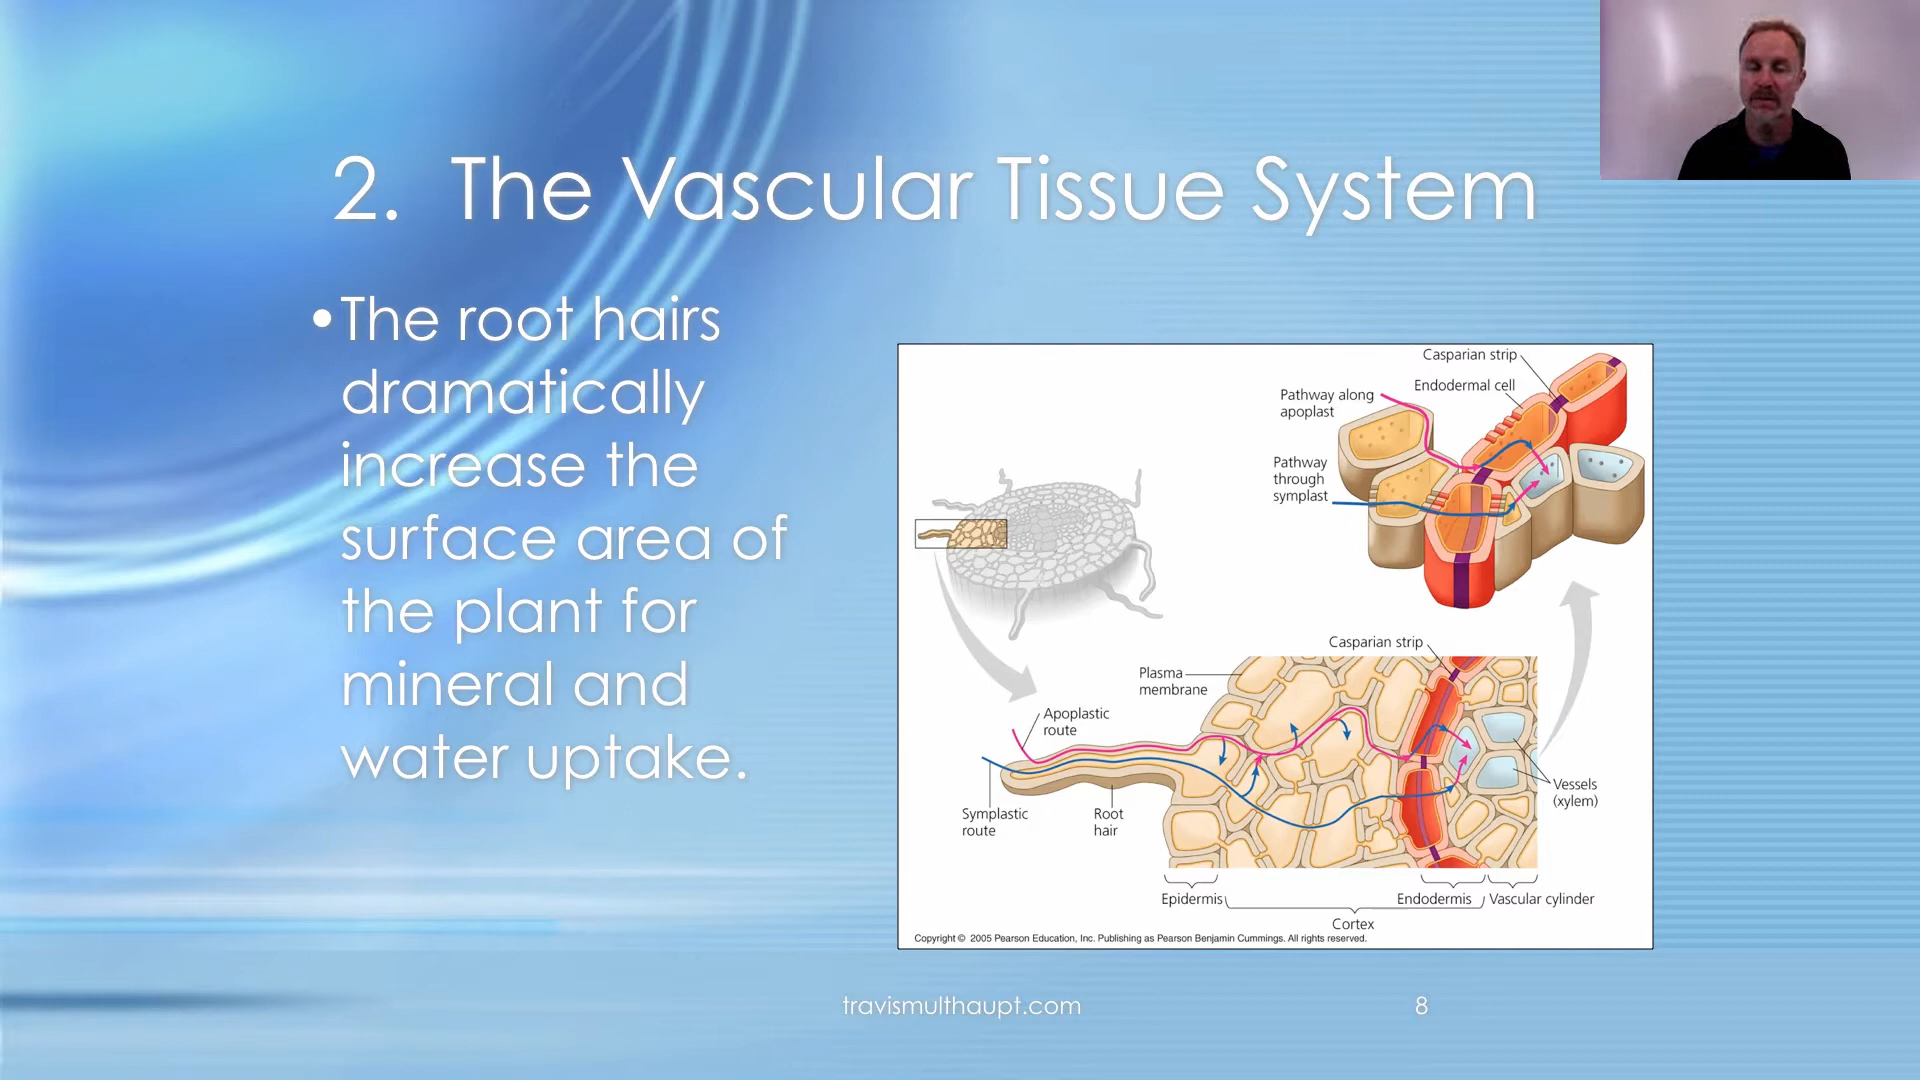 2. The Vascular Tissue System
•The root hairs
dramatically
increase the
surface area of
the plant for
mineral and
water uptake.
Casparian strip
Endodermal cell
Pathway along
apoplast
Pathway
through
symplast
Casparian strip
Plasma
membrane
Apoplastic
route
Symplastic
route
Root
hair
Vessels
(xylem)
Epidermis
Endodermis
Vascular cylinder
Cortex
Copyright © 2005 Pearson Education, Inc. Publishing as Pearson Benjamin Cummings. All rights reserved.
travismulthaupt.com
8